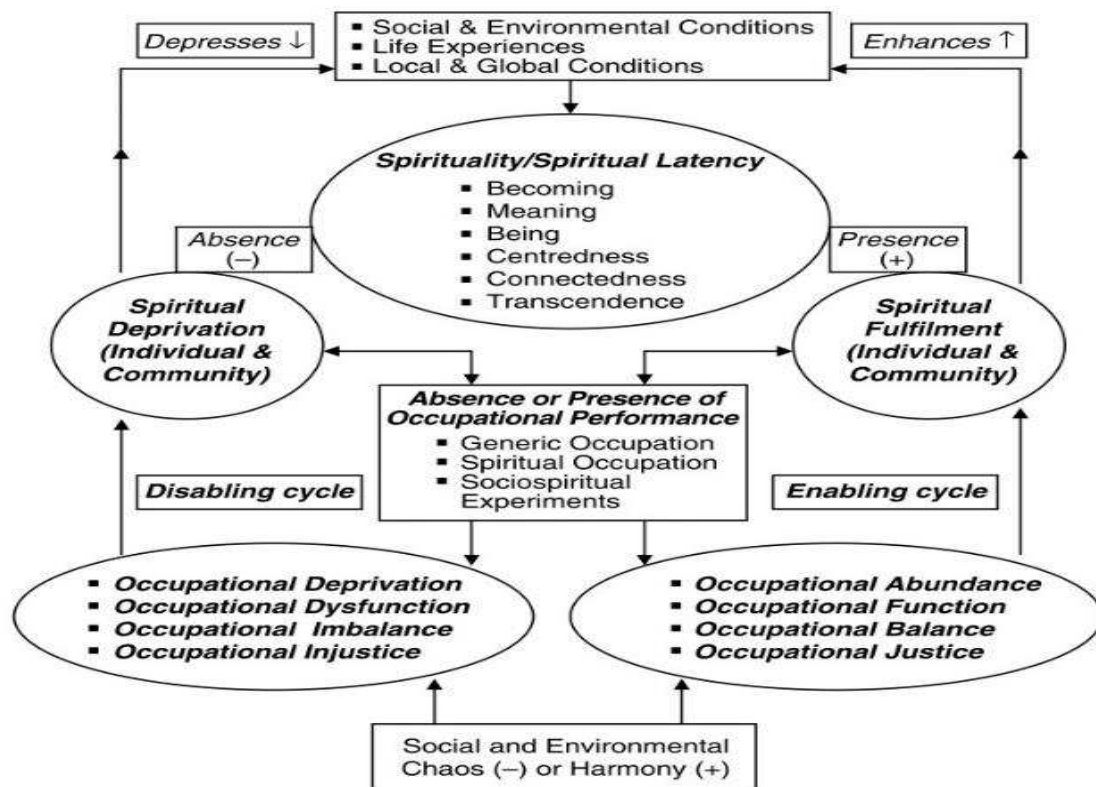 Depresses ↓
▪ Social & Environmental Conditions
▪ Life Experiences
▪ Local & Global Conditions
Enhances ↑
Spirituality/Spiritual Latency
▪ Becoming
▪ Meaning
▪ Being
▪ Centredness
▪ Connectedness
▪ Transcendence
Absence
(–)
Presence
(+)
Spiritual
Deprivation
(Individual &
Community)
Spiritual
Fulfilment
(Individual &
Community)
Absence or Presence of
Occupational Performance
▪ Generic Occupation
▪ Spiritual Occupation
▪ Sociospiritual
Experiments
Disabling cycle
Enabling cycle
▪ Occupational Deprivation
▪ Occupational Dysfunction
▪ Occupational Imbalance
▪ Occupational Injustice
▪ Occupational Abundance
▪ Occupational Function
▪ Occupational Balance
▪ Occupational Justice
Social and Environmental
Chaos (–) or Harmony (+)